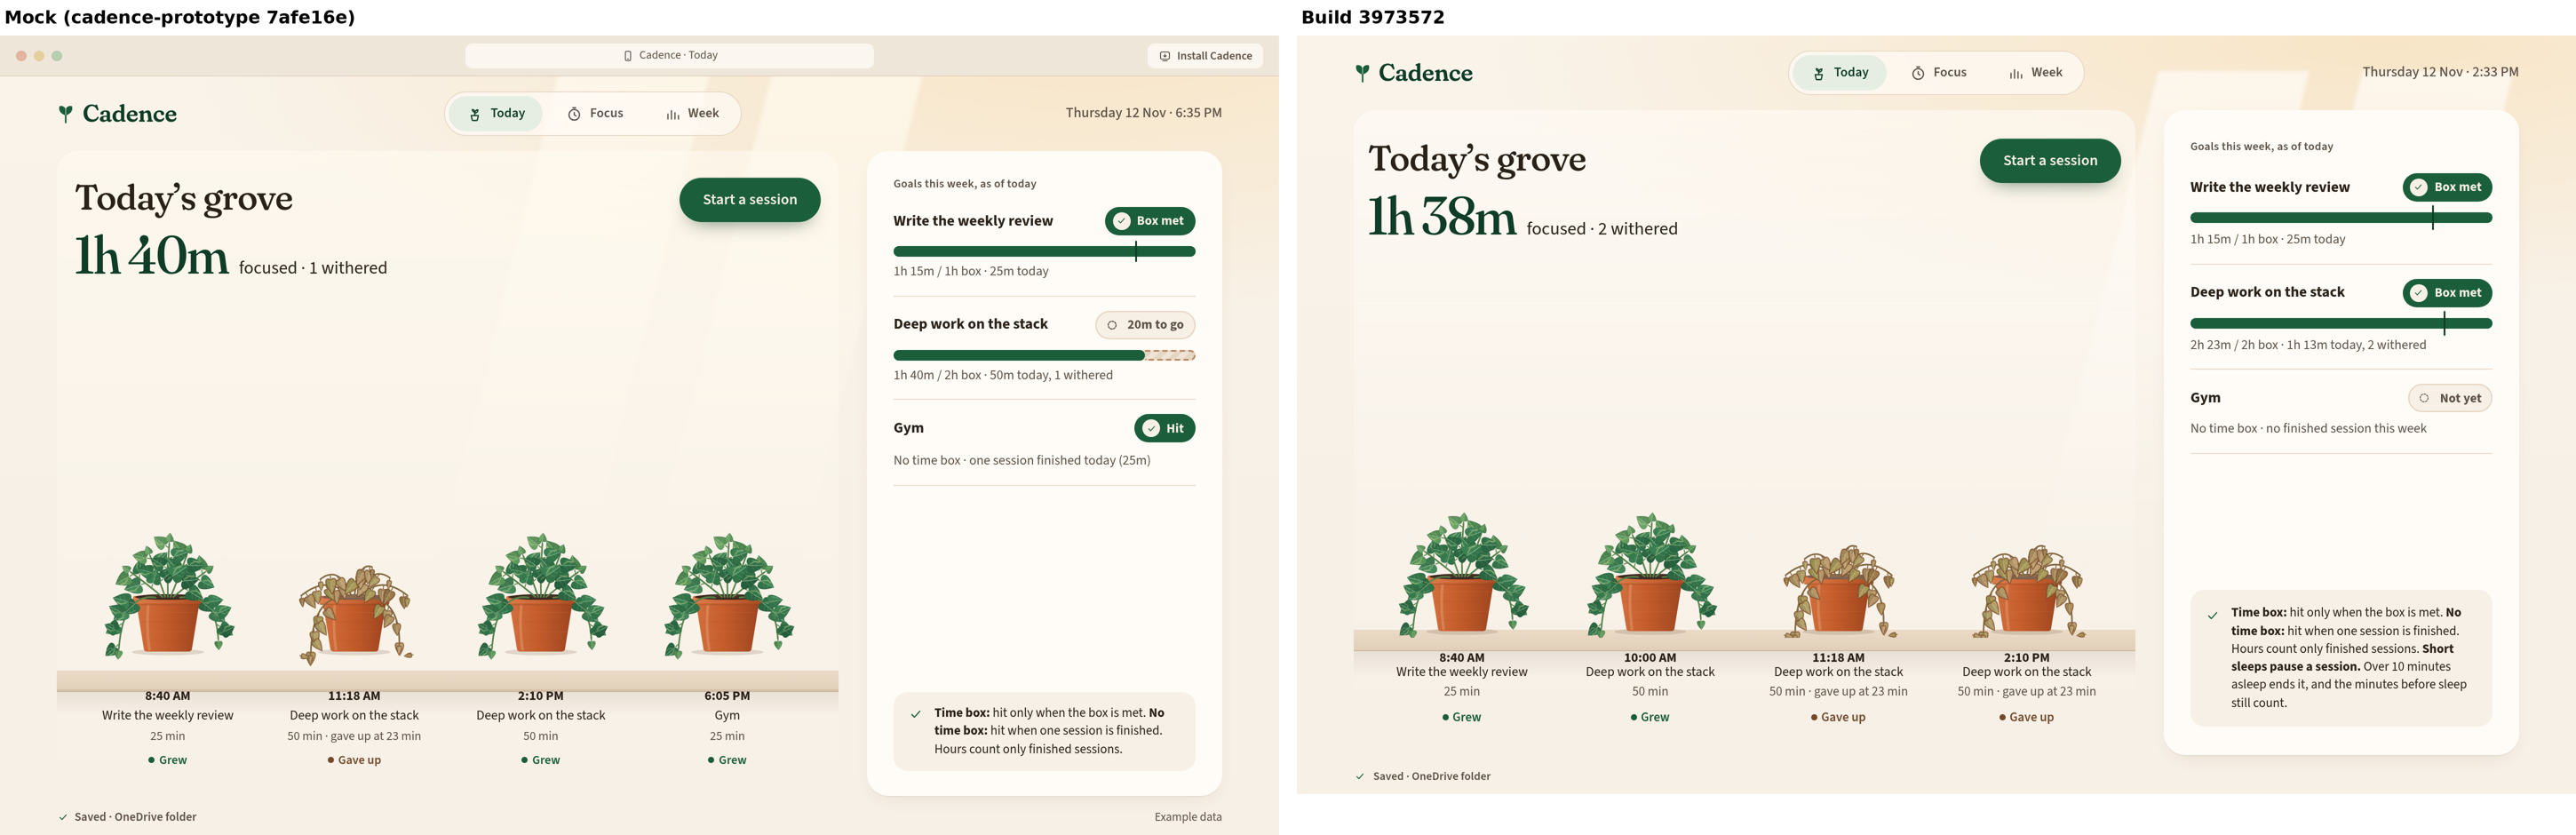 Mock (cadence-prototype 7afe16e)
Cadence · Today
Install Cadence
Cadence
Today
Focus
Week
Thursday 12 Nov · 6:35 PM
Today’s grove
Start a session
1h 40m focused · 1 withered
8:40 AM
Write the weekly review
25 min
Grew
11:18 AM
Deep work on the stack
50 min · gave up at 23 min
Gave up
2:10 PM
Deep work on the stack
50 min
Grew
6:05 PM
Gym
25 min
Grew
Goals this week, as of today
Write the weekly review
Box met
1h 15m / 1h box · 25m today
Deep work on the stack
20m to go
1h 40m / 2h box · 50m today, 1 withered
Gym
Hit
No time box · one session finished today (25m)
Time box: hit only when the box is met. No
time box: hit when one session is finished.
Hours count only finished sessions.
Saved · OneDrive folder
Example data
Build 3973572
Cadence
Today
Focus
Week
Thursday 12 Nov · 2:33 PM
Today’s grove
Start a session
1h 38m focused · 2 withered
8:40 AM
Write the weekly review
25 min
Grew
10:00 AM
Deep work on the stack
50 min
Grew
11:18 AM
Deep work on the stack
50 min · gave up at 23 min
Gave up
2:10 PM
Deep work on the stack
50 min · gave up at 23 min
Gave up
Goals this week, as of today
Write the weekly review
Box met
1h 15m / 1h box · 25m today
Deep work on the stack
Box met
2h 23m / 2h box · 1h 13m today, 2 withered
Gym
Not yet
No time box · no finished session this week
Time box: hit only when the box is met. No
time box: hit when one session is finished.
Hours count only finished sessions. Short
sleeps pause a session. Over 10 minutes
asleep ends it, and the minutes before sleep
still count.
Saved · OneDrive folder